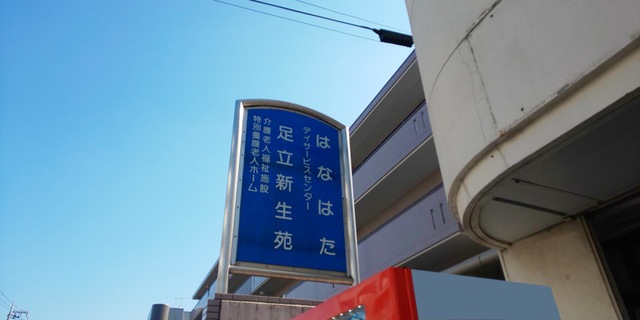 はなはた
デイサービスセンター
足立新生苑
介護老人福祉施設
特別養護老人ホーム